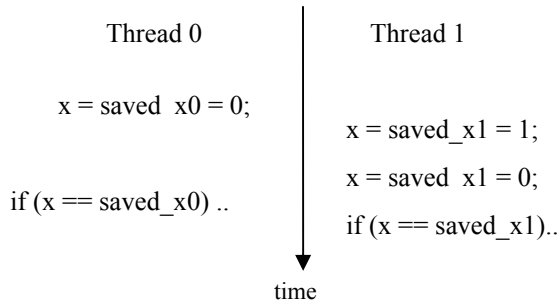 Thread 0
Thread 1
x = saved x0 = 0;
x = saved_x1 = 1;
x = saved x1 = 0;
if (x == saved_x0) ..
if (x == saved_x1)..
time